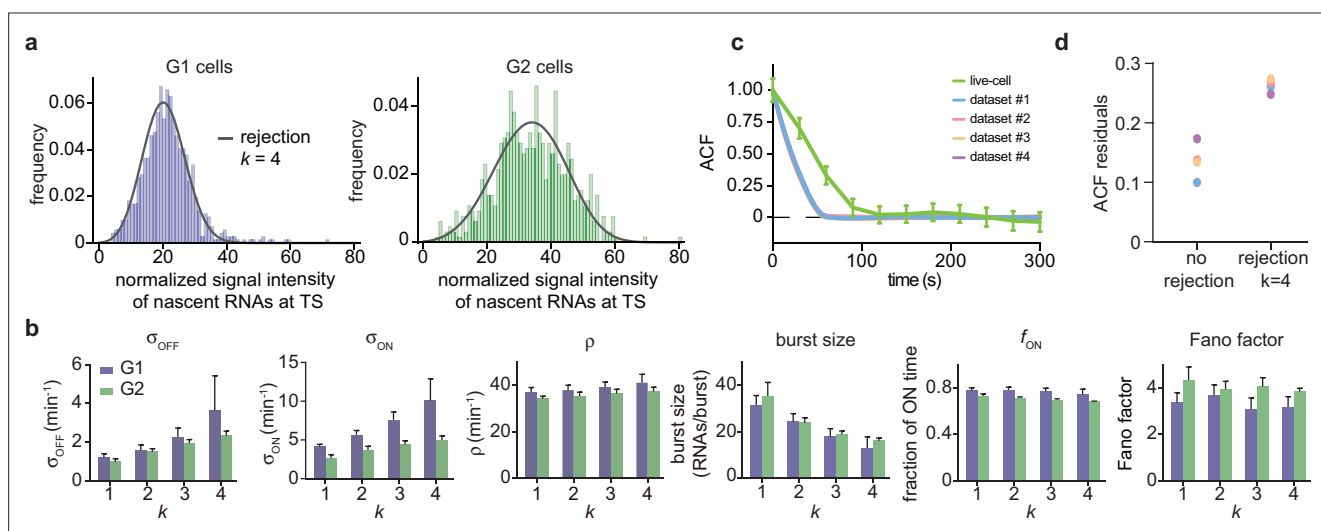 a
G1 cells
frequency
0.06
0.04
0.02
0
rejection
k = 4
0 20 40 60 80
normalized signal intensity
of nascent RNAs at TS
G2 cells
frequency
0.04
0.02
0
0 20 40 60 80
normalized signal intensity
of nascent RNAs at TS
c
ACF
1.00
0.75
0.50
0.25
0
0.25
live-cell
dataset #1
dataset #2
dataset #3
dataset #4
0 100 200 300
time (s)
d
ACF residuals
0.3
0.2
0.1
0
no
rejection
rejection
k=4
b
σOFF
σOFF (min⁻¹)
6
4
2
0
G1
G2
1 2 3 4
k
σON
σON (min⁻¹)
15
10
5
0
1 2 3 4
k
ρ
ρ (min⁻¹)
40
20
0
1 2 3 4
k
burst size
burst size
(RNAs/burst)
40
20
0
1 2 3 4
k
fON
fraction of ON time
0.8
0.4
0
1 2 3 4
k
Fano factor
Fano factor
4
2
0
1 2 3 4
k